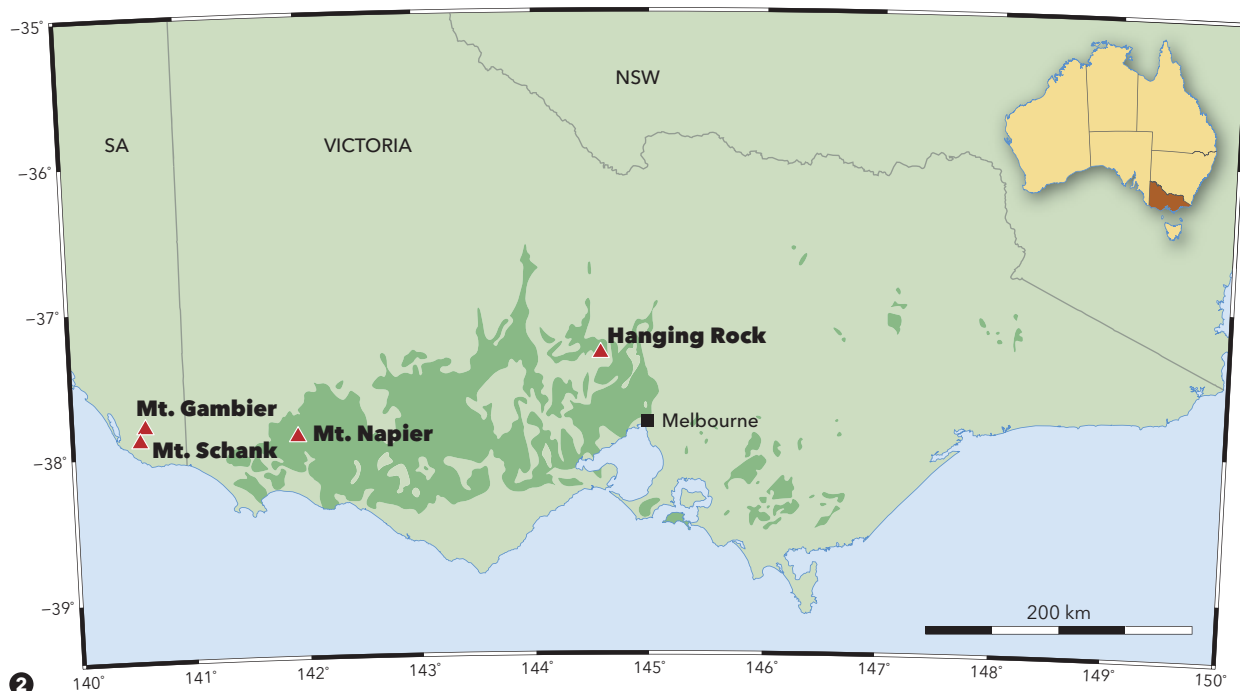 −35˚
NSW
SA
VICTORIA
−36˚
−37˚
Hanging Rock
Mt. Gambier
Melbourne
Mt. Napier
Mt. Schank
−38˚
−39˚
200 km
140˚ 141˚ 142˚ 143˚ 144˚ 145˚ 146˚ 147˚ 148˚ 149˚ 150˚
2